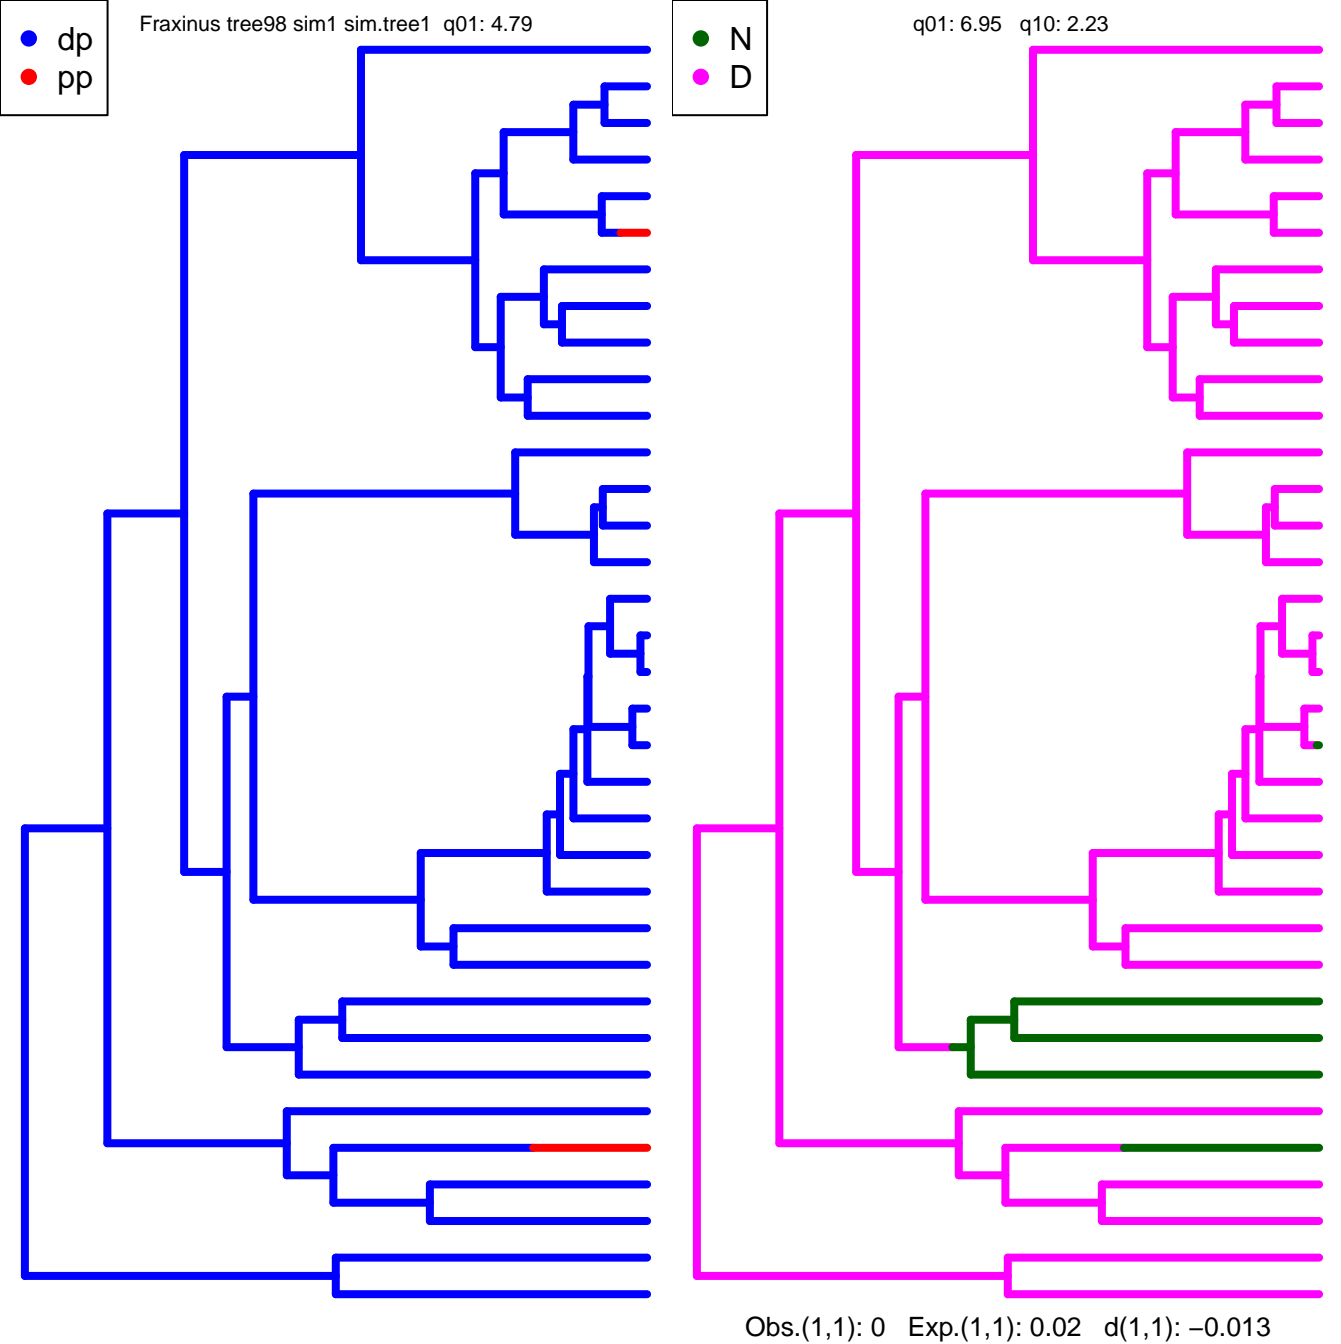 Fraxinus tree98 sim1 sim.tree1  q01: 4.79
dp
pp
q01: 6.95   q10: 2.23
N
D
Obs.(1,1): 0   Exp.(1,1): 0.02   d(1,1): −0.013